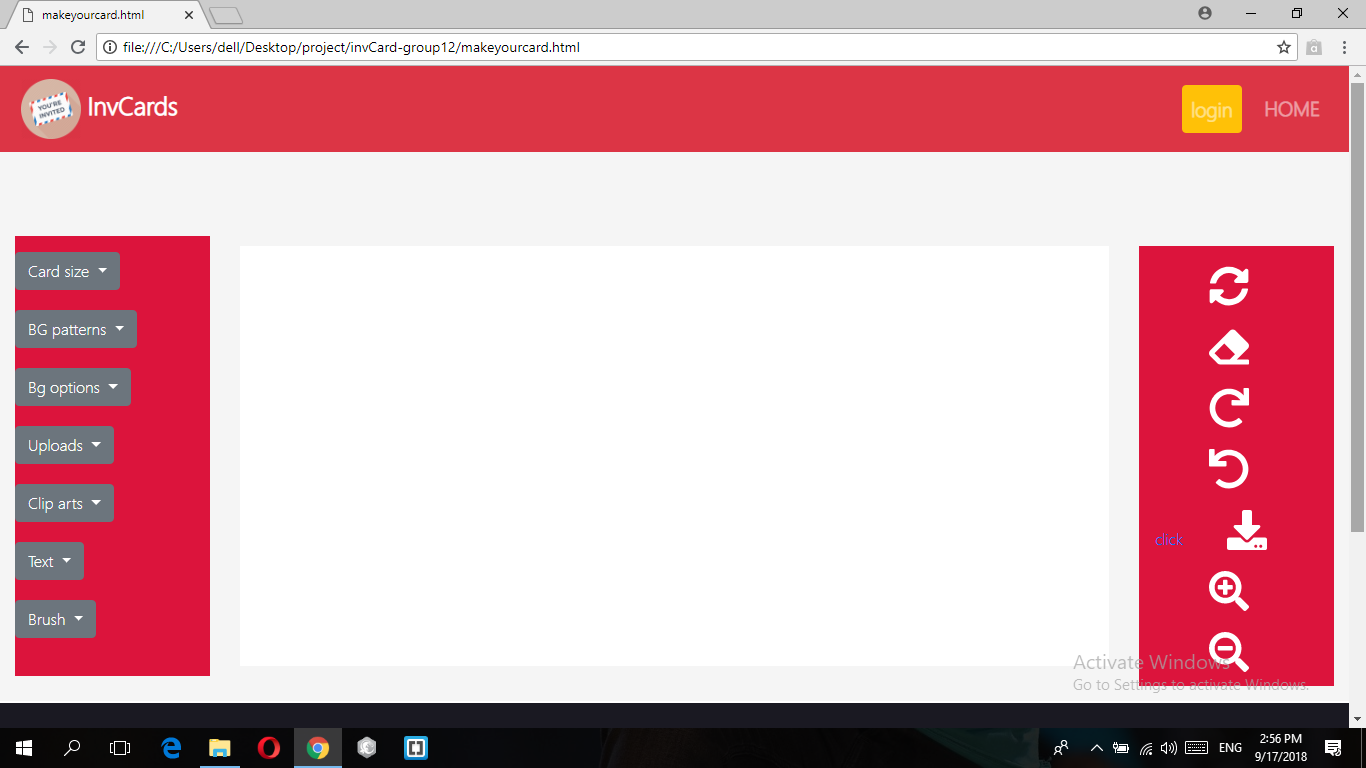 makeyourcard.html
file:///C:/Users/dell/Desktop/project/invCard-group12/makeyourcard.html
YOU'RE
INVITED
InvCards
login
HOME
Card size
BG patterns
Bg options
Uploads
Clip arts
Text
Brush
click
Activate Windows
Go to Settings to activate Windows.
ENG
2:56 PM
9/17/2018